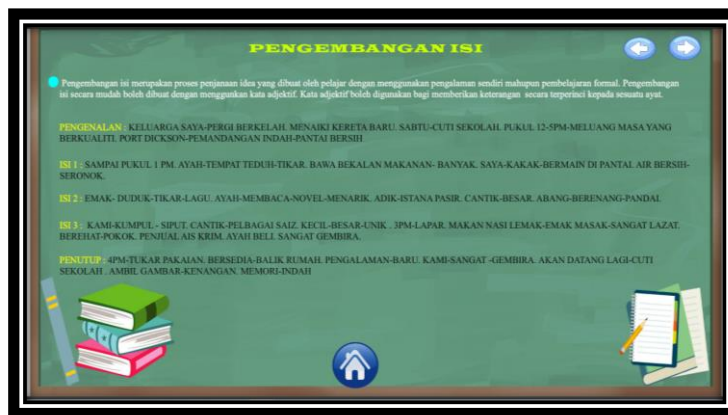 PENGEMBANGAN ISI
Pengembangan isi merupakan proses penjanaan idea yang dibuat oleh pelajar dengan menggunakan pengalaman sendiri mahupun pembelajaran formal. Pengembangan
isi secara mudah boleh dibuat dengan menggunkan kata adjektif. Kata adjektif boleh digunakan bagi memberikan keterangan secara terperinci kepada sesuatu ayat.
PENGENALAN : KELUARGA SAYA-PERGI BERKELAH. MENAIKI KERETA BARU. SABTU-CUTI SEKOLAH. PUKUL 12-5PM-MELUANG MASA YANG
BERKUALITI. PORT DICKSON-PEMANDANGAN INDAH-PANTAI BERSIH
ISI 1 : SAMPAI PUKUL 1 PM. AYAH-TEMPAT TEDUH-TIKAR. BAWA BEKALAN MAKANAN- BANYAK. SAYA-KAKAK-BERMAIN DI PANTAI. AIR BERSIH-
SERONOK.
ISI 2 : EMAK- DUDUK-TIKAR-LAGU. AYAH-MEMBACA-NOVEL-MENARIK. ADIK-ISTANA PASIR. CANTIK-BESAR. ABANG-BERENANG-PANDAI.
ISI 3 : KAMI-KUMPUL - SIPUT. CANTIK-PELBAGAI SAIZ. KECIL-BESAR-UNIK . 3PM-LAPAR. MAKAN NASI LEMAK-EMAK MASAK-SANGAT LAZAT.
BEREHAT-POKOK. PENJUAL AIS KRIM. AYAH BELI. SANGAT GEMBIRA.
PENUTUP : 4PM-TUKAR PAKAIAN. BERSEDIA-BALIK RUMAH. PENGALAMAN-BARU. KAMI-SANGAT -GEMBIRA. AKAN DATANG LAGI-CUTI
SEKOLAH . AMBIL GAMBAR-KENANGAN. MEMORI-INDAH